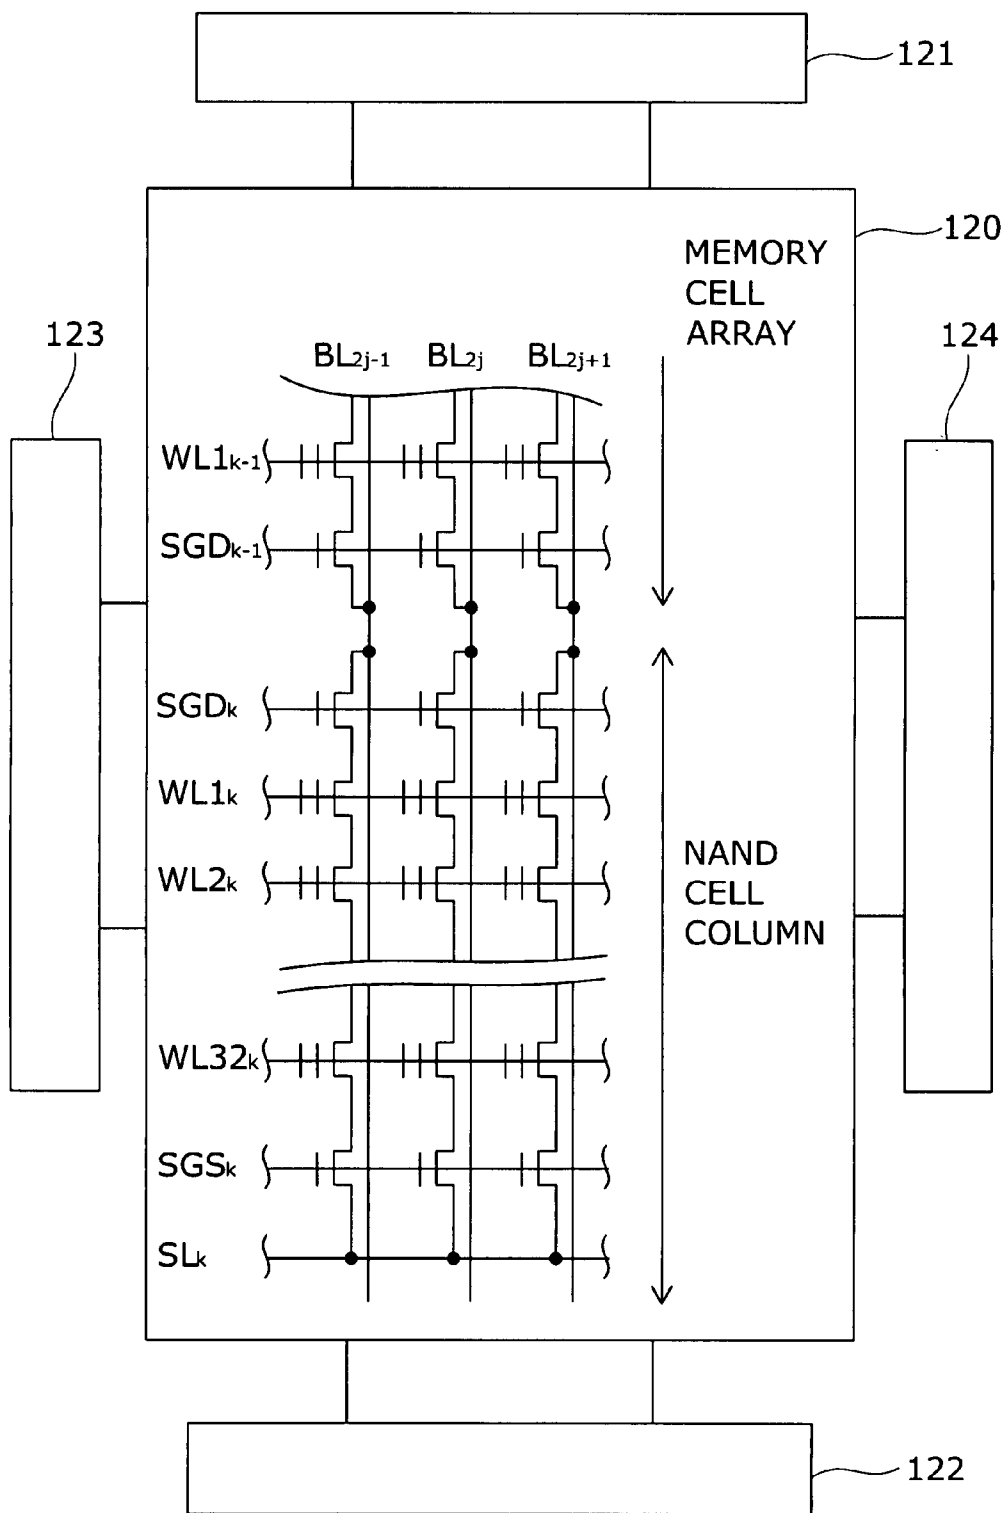 121
120
MEMORY
CELL
ARRAY
123
124
BL2j-1 BL2j BL2j+1
WL1k-1
SGDk-1
SGDk
WL1k
WL2k
NAND
CELL
COLUMN
WL32k
SGSk
SLk
122